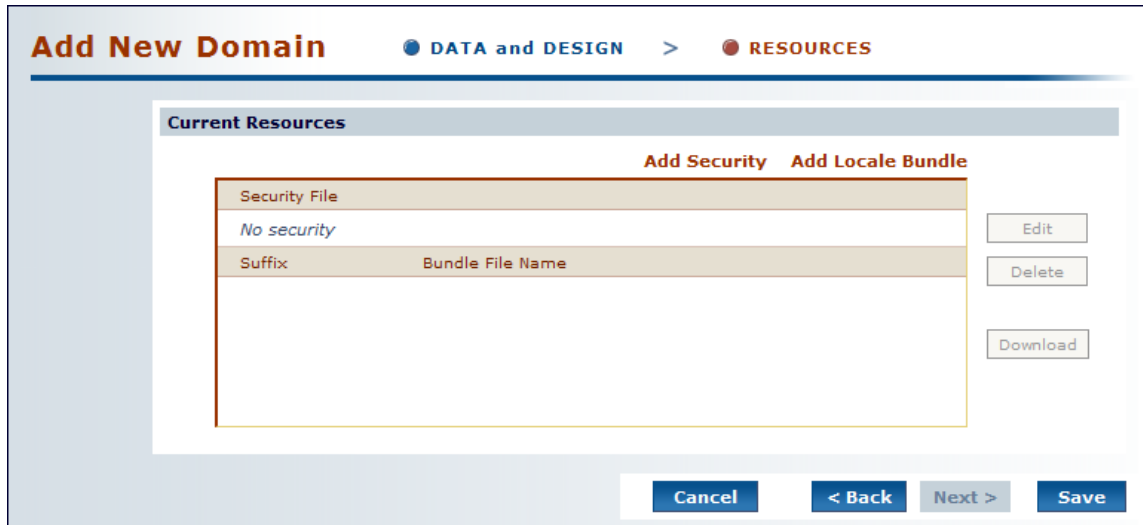 Add New Domain DATA and DESIGN > RESOURCES
Current Resources
Add Security Add Locale Bundle
Security File
No security
Edit
Suffix Bundle File Name
Delete
Download
Cancel < Back Next > Save